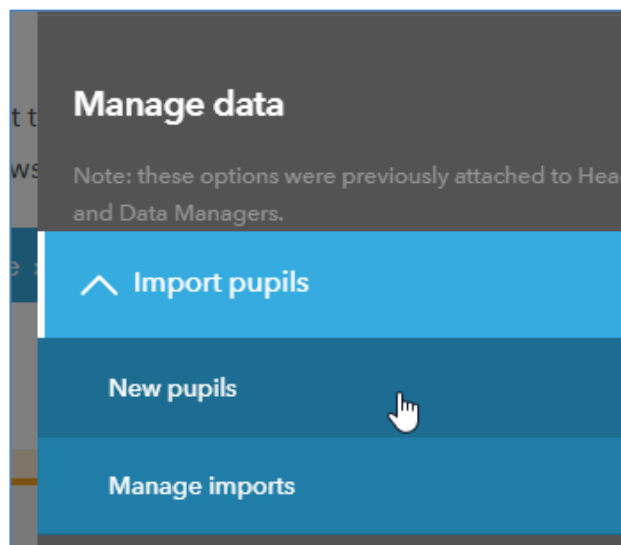 Manage data
t t
ws
Note: these options were previously attached to Hea
and Data Managers.
e ›
Import pupils
New pupils
Manage imports